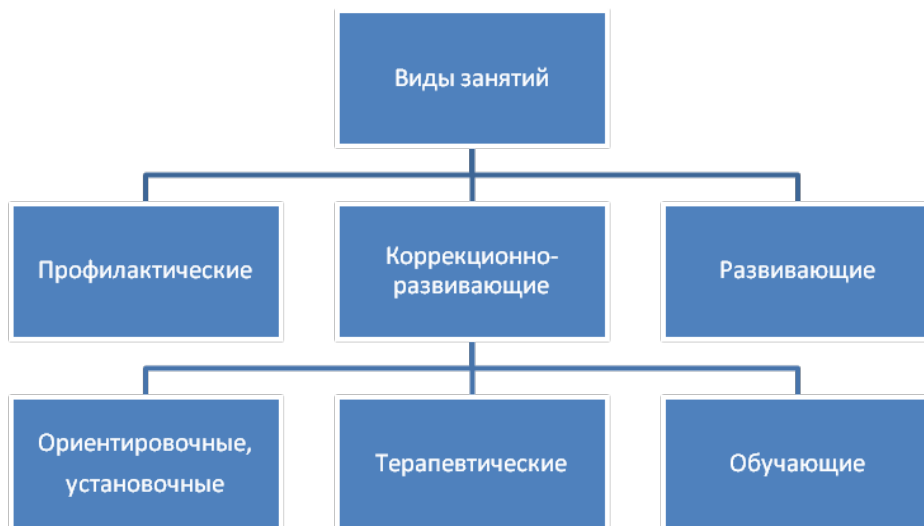 Виды занятий
Профилактические
Коррекционно-
развивающие
Развивающие
Ориентировочные,
установочные
Терапевтические
Обучающие